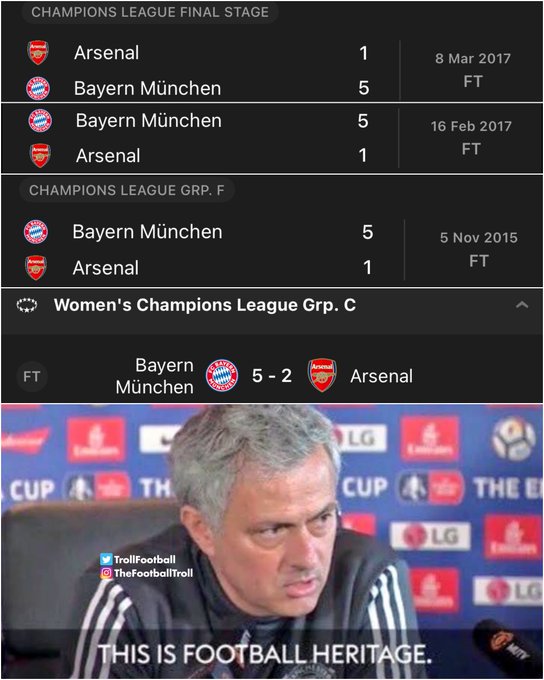 CHAMPIONS LEAGUE FINAL STAGE
Arsenal 1
8 Mar 2017
Bayern München 5
FT
Bayern München 5
16 Feb 2017
Arsenal 1
FT
CHAMPIONS LEAGUE GRP. F
Bayern München 5
5 Nov 2015
Arsenal 1
FT
Women's Champions League Grp. C
FT
Bayern München
5 - 2
Arsenal
LG
CUP
TH
CUP
THE E
LG
LG
TrollFootball
TheFootballTroll
THIS IS FOOTBALL HERITAGE.
MUTV